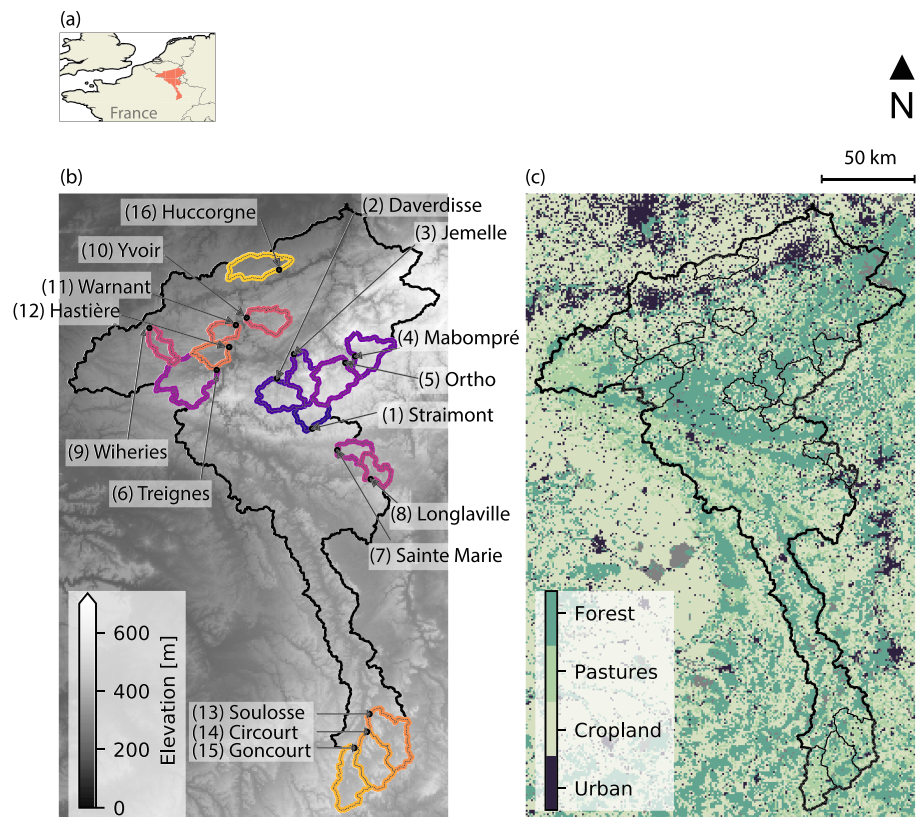 (a)
France
N
50 km
(b)
(c)
(16) Huccorgne
(2) Daverdisse
(3) Jemelle
(10) Yvoir
(11) Warnant
(12) Hastière
(4) Mabompré
(5) Ortho
(1) Straimont
(9) Wiheries
(6) Treignes
(8) Longlaville
(7) Sainte Marie
600
400
200
0
Elevation [m]
(13) Soulosse
(14) Circourt
(15) Goncourt
Forest
Pastures
Cropland
Urban